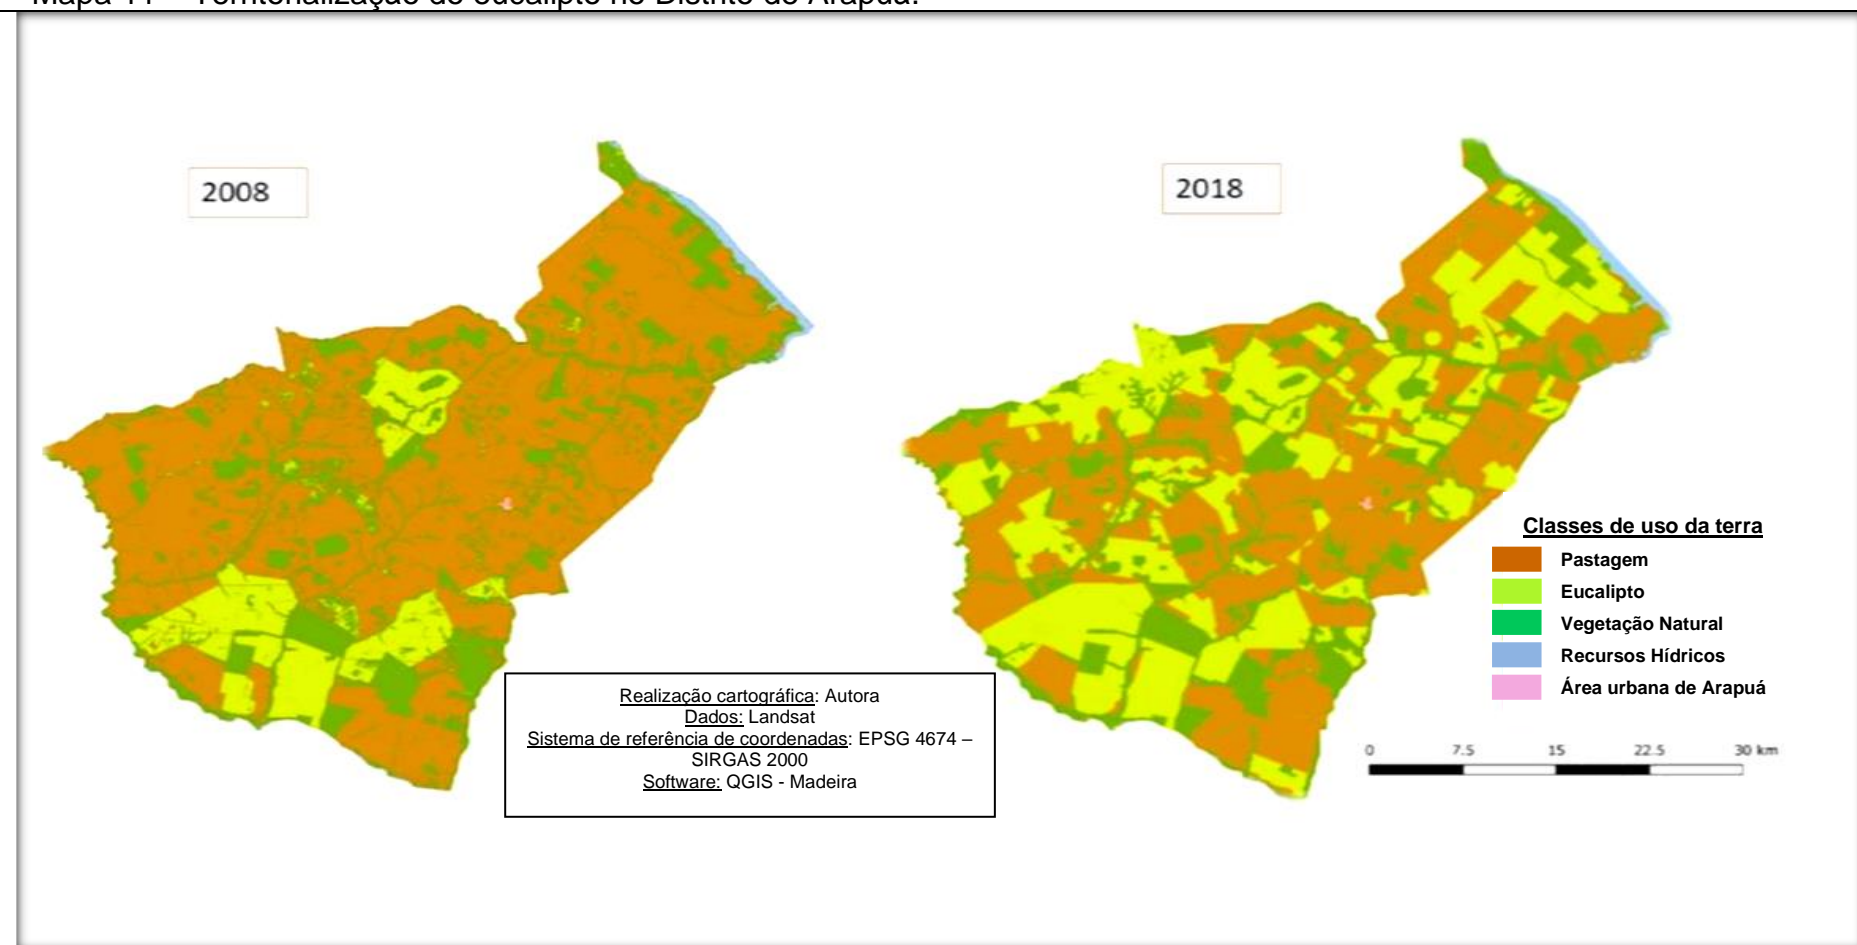 Mapa 11 – Territorialização do eucalipto no Distrito de Arapuá.
2008
2018
Classes de uso da terra
Pastagem
Eucalipto
Vegetação Natural
Recursos Hídricos
Área urbana de Arapuá
Realização cartográfica: Autora
Dados: Landsat
Sistema de referência de coordenadas: EPSG 4674 –
SIRGAS 2000
Software: QGIS - Madeira
0 7.5 15 22.5 30 km